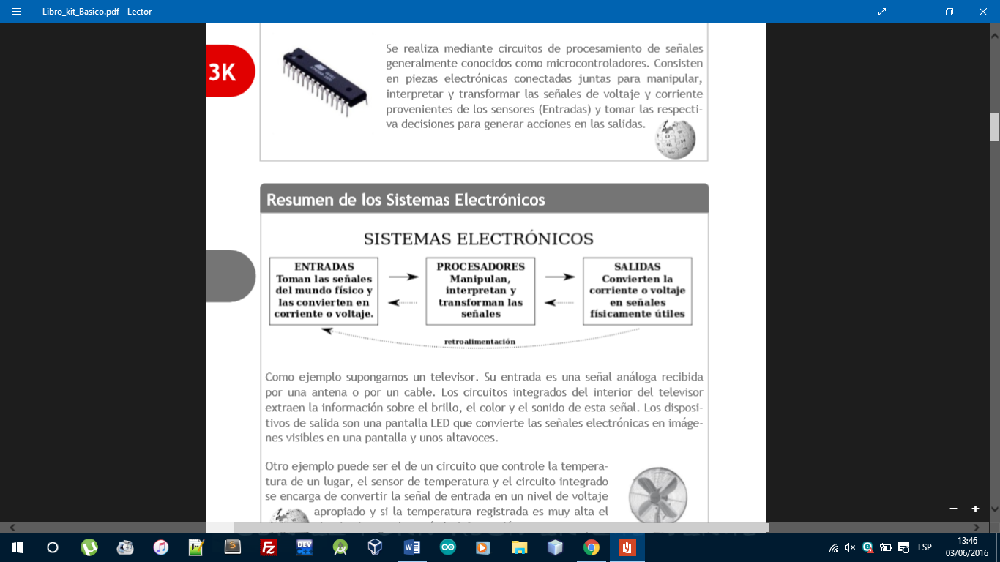 Libro_kit_Basico.pdf - Lector
3K
Se realiza mediante circuitos de procesamiento de señales
generalmente conocidos como microcontroladores. Consisten
en piezas electrónicas conectadas juntas para manipular,
interpretar y transformar las señales de voltaje y corriente
provenientes de los sensores (Entradas) y tomar las respecti-
va decisiones para generar acciones en las salidas.
Resumen de los Sistemas Electrónicos
SISTEMAS ELECTRÓNICOS
ENTRADAS
Toman las señales
del mundo físico y
las convierten en
corriente o voltaje.
PROCESADORES
Manipulan,
interpretan y
transforman las
señales
SALIDAS
Convierten la
corriente o voltaje
en señales
físicamente útiles
retroalimentación
Como ejemplo supongamos un televisor. Su entrada es una señal análoga recibida
por una antena o por un cable. Los circuitos integrados del interior del televisor
extraen la información sobre el brillo, el color y el sonido de esta señal. Los disposi-
tivos de salida son una pantalla LED que convierte las señales electrónicas en imáge-
nes visibles en una pantalla y unos altavoces.
Otro ejemplo puede ser el de un circuito que controle la tempera-
tura de un lugar, el sensor de temperatura y el circuito integrado
se encarga de convertir la señal de entrada en un nivel de voltaje
apropiado y si la temperatura registrada es muy alta el
DEV
ESP
13:46
03/06/2016